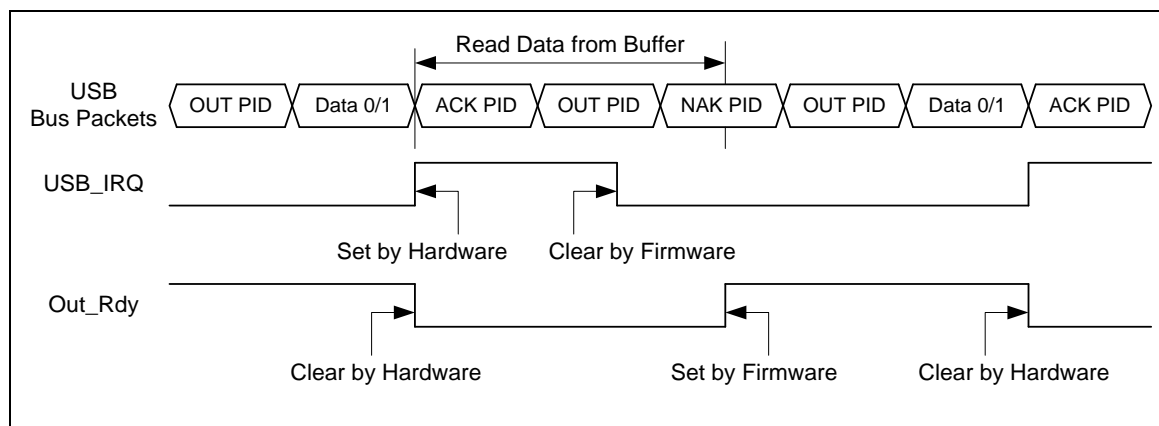 Read Data from Buffer
USB
Bus Packets
OUT PID Data 0/1 ACK PID OUT PID NAK PID OUT PID Data 0/1 ACK PID
USB_IRQ
Set by Hardware Clear by Firmware
Out_Rdy
Clear by Hardware Set by Firmware Clear by Hardware